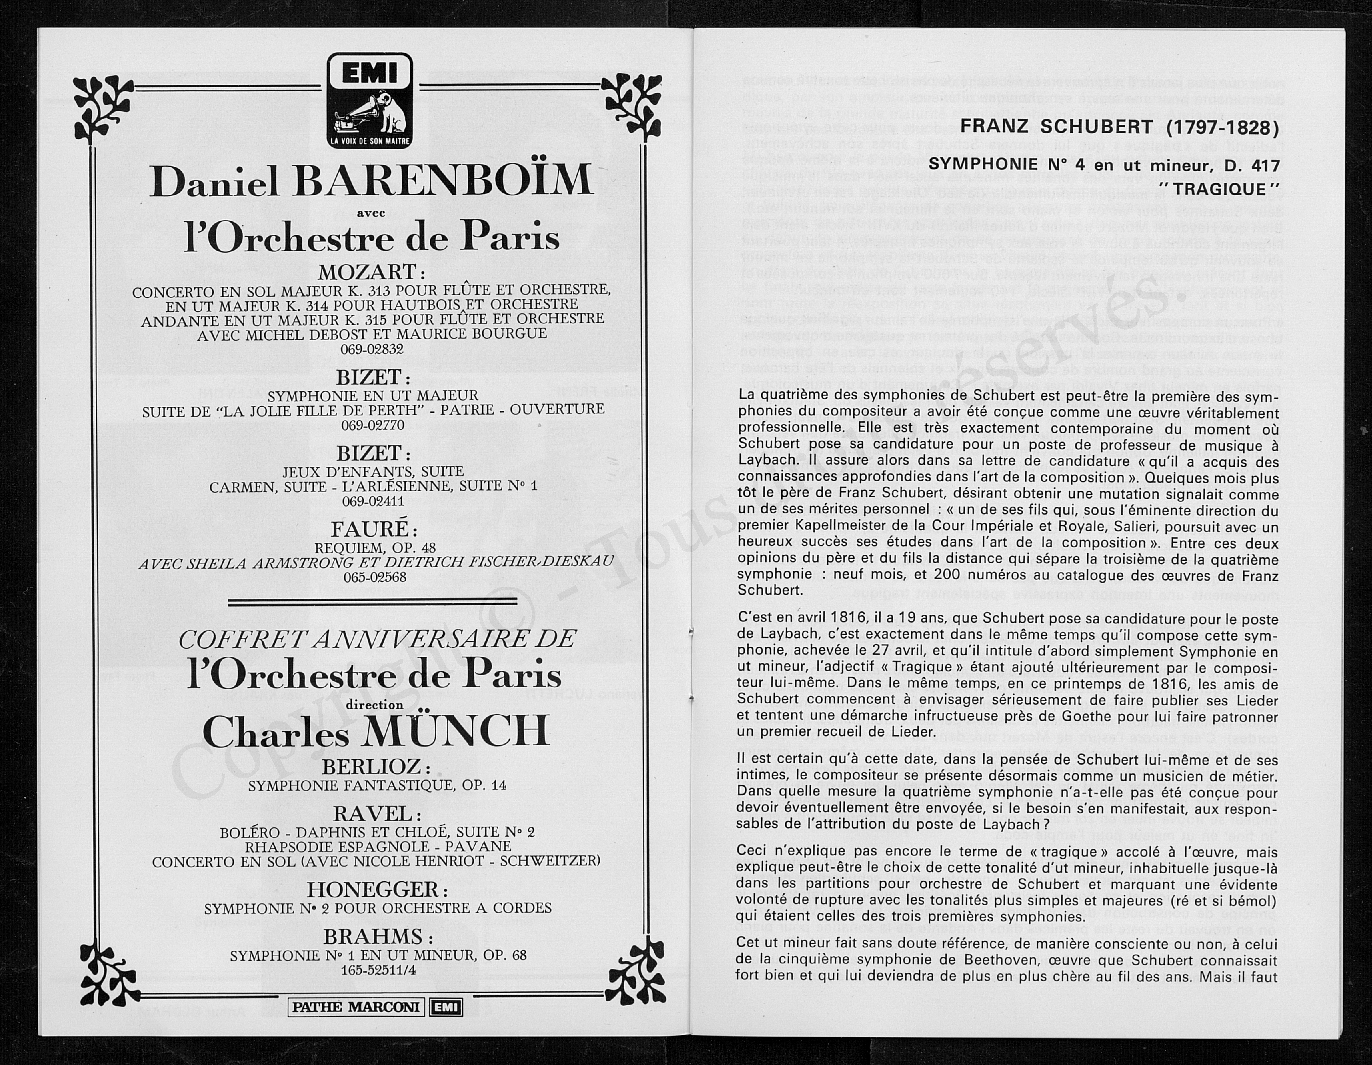 EMI
LA VOIX DE SON MAITRE
Daniel BARENBOÏM
avec
l'Orchestre de Paris
MOZART :
CONCERTO EN SOL MAJEUR K. 313 POUR FLÛTE ET ORCHESTRE,
EN UT MAJEUR K. 314 POUR HAUTBOIS ET ORCHESTRE
ANDANTE EN UT MAJEUR K. 315 POUR FLÛTE ET ORCHESTRE
AVEC MICHEL DEBOST ET MAURICE BOURGUE
069-02832
BIZET :
SYMPHONIE EN UT MAJEUR
SUITE DE "LA JOLIE FILLE DE PERTH" - PATRIE - OUVERTURE
069-02770
BIZET :
JEUX D'ENFANTS, SUITE
CARMEN, SUITE - L'ARLÉSIENNE, SUITE N° 1
069-02411
FAURÉ :
REQUIEM, OP. 48
AVEC SHEILA ARMSTRONG ET DIETRICH FISCHER-DIESKAU
065-02568
COFFRET ANNIVERSAIRE DE
l'Orchestre de Paris
direction
Charles MÜNCH
BERLIOZ :
SYMPHONIE FANTASTIQUE, OP. 14
RAVEL :
BOLÉRO - DAPHNIS ET CHLOÉ, SUITE N° 2
RHAPSODIE ESPAGNOLE - PAVANE
CONCERTO EN SOL (AVEC NICOLE HENRIOT - SCHWEITZER)
HONEGGER :
SYMPHONIE N° 2 POUR ORCHESTRE A CORDES
BRAHMS :
SYMPHONIE N° 1 EN UT MINEUR, OP. 68
165-52511/4
PATHE MARCONI EMI
FRANZ SCHUBERT (1797-1828)
SYMPHONIE N° 4 en ut mineur, D. 417
"TRAGIQUE"
La quatrième des symphonies de Schubert est peut-être la première des sym-
phonies du compositeur a avoir été conçue comme une œuvre véritablement
professionnelle. Elle est très exactement contemporaine du moment où
Schubert pose sa candidature pour un poste de professeur de musique à
Laybach. Il assure alors dans sa lettre de candidature « qu'il a acquis des
connaissances approfondies dans l'art de la composition ». Quelques mois plus
tôt le père de Franz Schubert, désirant obtenir une mutation signalait comme
un de ses mérites personnel : « un de ses fils qui, sous l'éminente direction du
premier Kapellmeister de la Cour Impériale et Royale, Salieri, poursuit avec un
heureux succès ses études dans l'art de la composition ». Entre ces deux
opinions du père et du fils la distance qui sépare la troisième de la quatrième
symphonie : neuf mois, et 200 numéros au catalogue des œuvres de Franz
Schubert.
C'est en avril 1816, il a 19 ans, que Schubert pose sa candidature pour le poste
de Laybach, c'est exactement dans le même temps qu'il compose cette sym-
phonie, achevée le 27 avril, et qu'il intitule d'abord simplement Symphonie en
ut mineur, l'adjectif « Tragique » étant ajouté ultérieurement par le composi-
teur lui-même. Dans le même temps, en ce printemps de 1816, les amis de
Schubert commencent à envisager sérieusement de faire publier ses Lieder
et tentent une démarche infructueuse près de Goethe pour lui faire patronner
un premier recueil de Lieder.
Il est certain qu'à cette date, dans la pensée de Schubert lui-même et de ses
intimes, le compositeur se présente désormais comme un musicien de métier.
Dans quelle mesure la quatrième symphonie n'a-t-elle pas été conçue pour
devoir éventuellement être envoyée, si le besoin s'en manifestait, aux respon-
sables de l'attribution du poste de Laybach ?
Ceci n'explique pas encore le terme de « tragique » accolé à l'œuvre, mais
explique peut-être le choix de cette tonalité d'ut mineur, inhabituelle jusque-là
dans les partitions pour orchestre de Schubert et marquant une évidente
volonté de rupture avec les tonalités plus simples et majeures (ré et si bémol)
qui étaient celles des trois premières symphonies.
Cet ut mineur fait sans doute référence, de manière consciente ou non, à celui
de la cinquième symphonie de Beethoven, œuvre que Schubert connaissait
fort bien et qui lui deviendra de plus en plus chère au fil des ans. Mais il faut
Copyright © - Tous droits réservés.